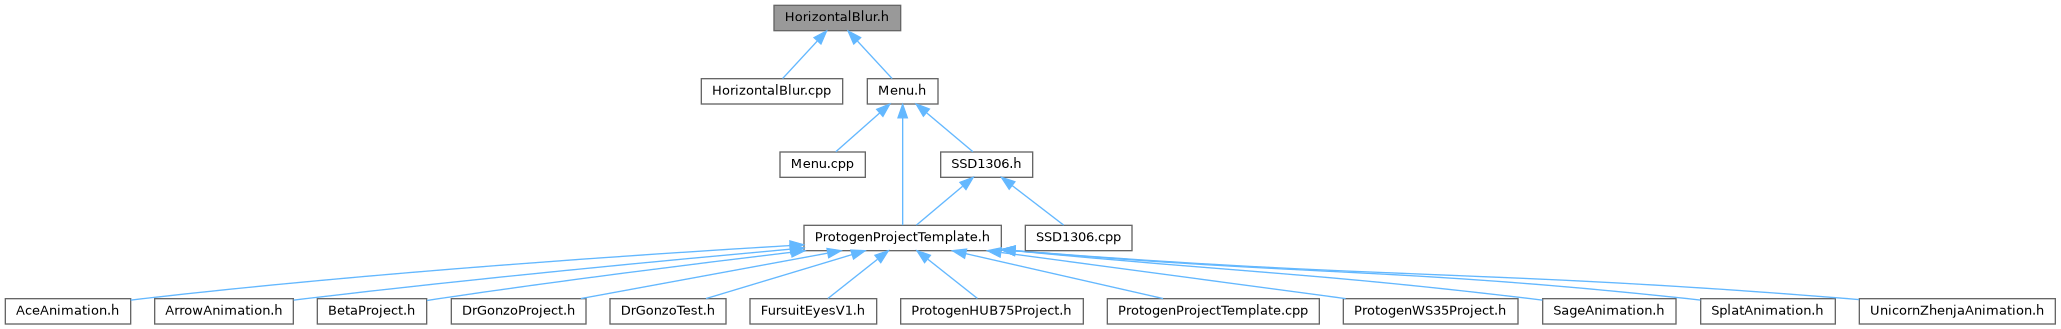 HorizontalBlur.h
HorizontalBlur.cpp
Menu.h
Menu.cpp
SSD1306.h
ProtogenProjectTemplate.h
SSD1306.cpp
AceAnimation.h
ArrowAnimation.h
BetaProject.h
DrGonzoProject.h
DrGonzoTest.h
FursuitEyesV1.h
ProtogenHUB75Project.h
ProtogenProjectTemplate.cpp
ProtogenWS35Project.h
SageAnimation.h
SplatAnimation.h
UnicornZhenjaAnimation.h